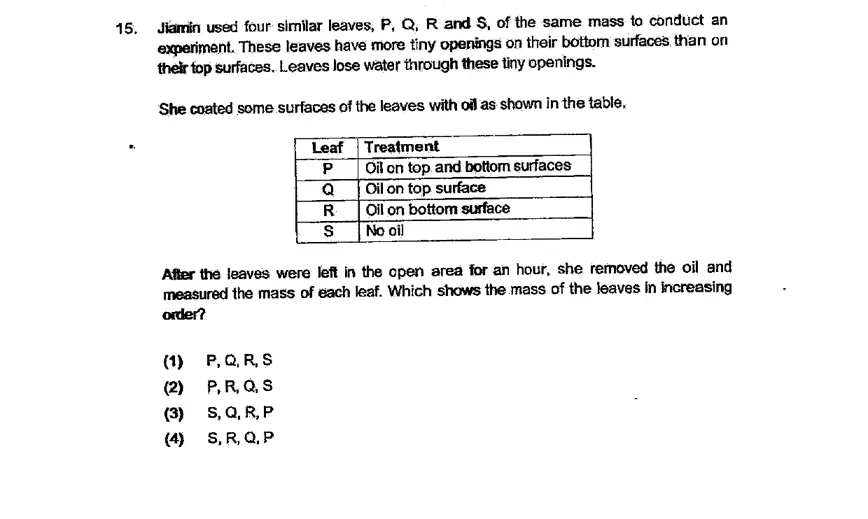 15. Jiamin used four similar leaves, P, Q, R and S, of the same mass to conduct an
experiment. These leaves have more tiny openings on their bottom surfaces than on
their top surfaces. Leaves lose water through these tiny openings.
She coated some surfaces of the leaves with oil as shown in the table.
Leaf Treatment
P Oil on top and bottom surfaces
Q Oil on top surface
R Oil on bottom surface
S No oil
After the leaves were left in the open area for an hour, she removed the oil and
measured the mass of each leaf. Which shows the mass of the leaves in increasing
order?
(1) P, Q, R, S
(2) P, R, Q, S
(3) S, Q, R, P
(4) S, R, Q, P